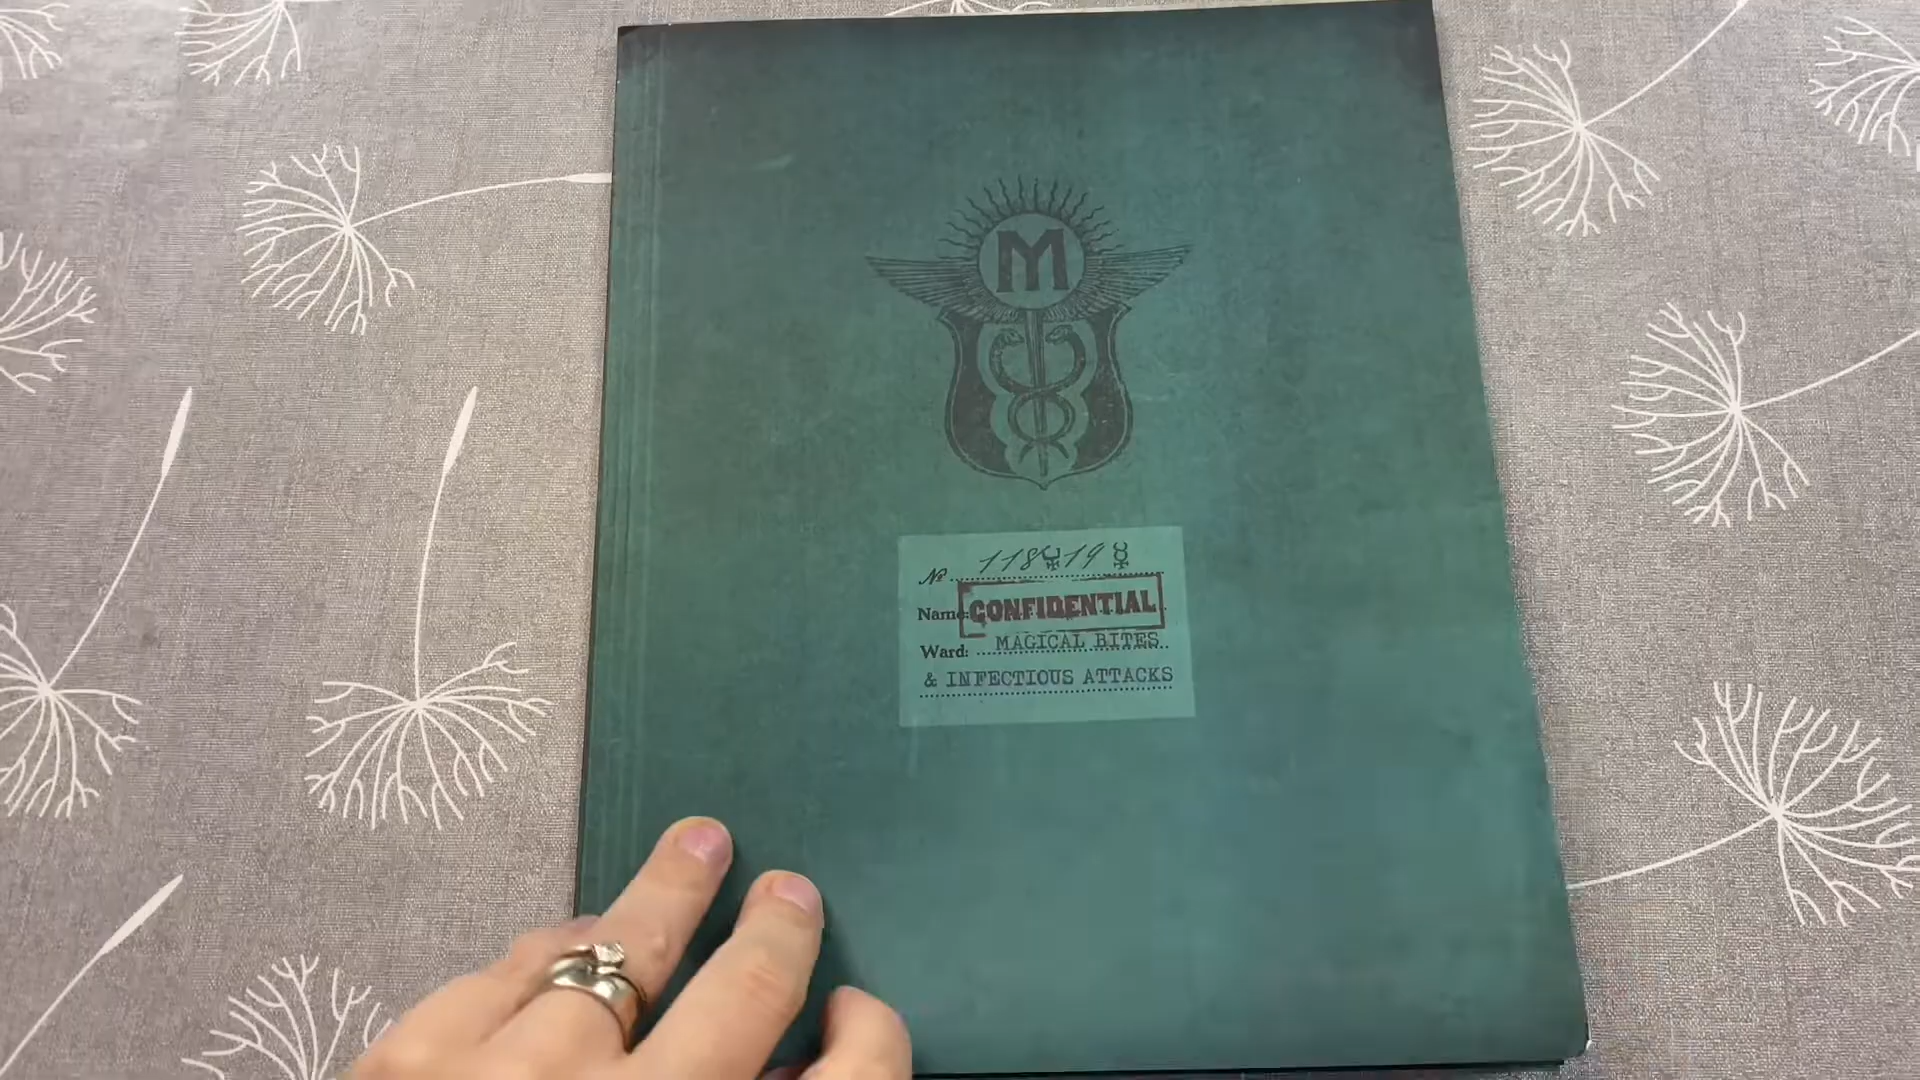 M
№ 118 19
Name: CONFIDENTIAL
Ward: MAGICAL BITES
& INFECTIOUS ATTACKS